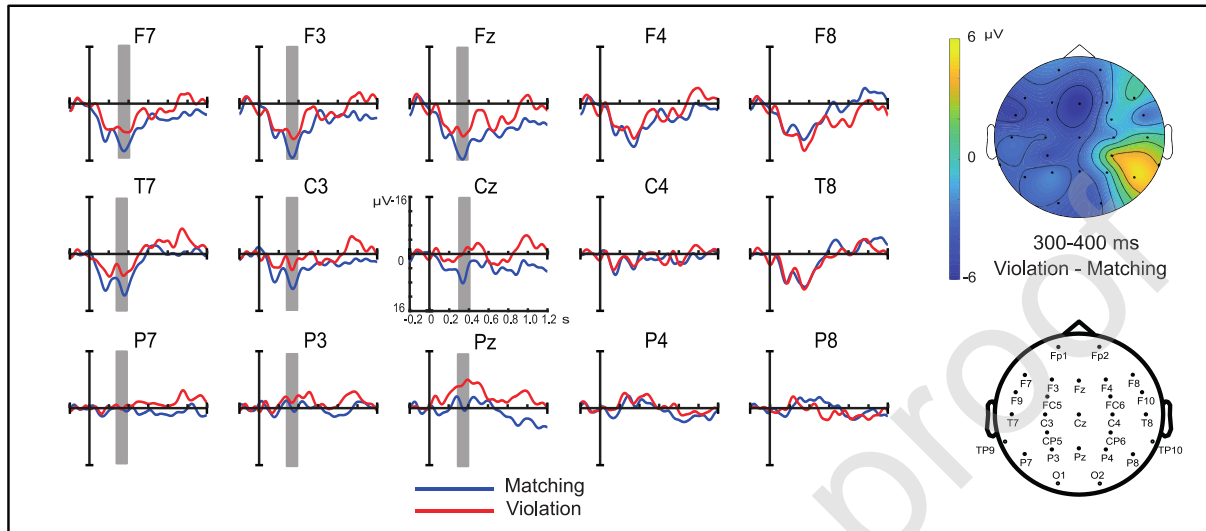 F7 F3 Fz F4 F8
6 µV
0
-6
T7 C3 Cz C4 T8
µV-16
0
16
-0.2 0 0.2 0.4 0.6 0.8 1.0 1.2 s
300-400 ms
Violation - Matching
P7 P3 Pz P4 P8
Matching
Violation
Fp1 Fp2
F7 F3 Fz F4 F8
F9 FC5 FC6 F10
T7 C3 Cz C4 T8
TP9 CP5 CP6 TP10
P7 P3 Pz P4 P8
O1 O2
proof